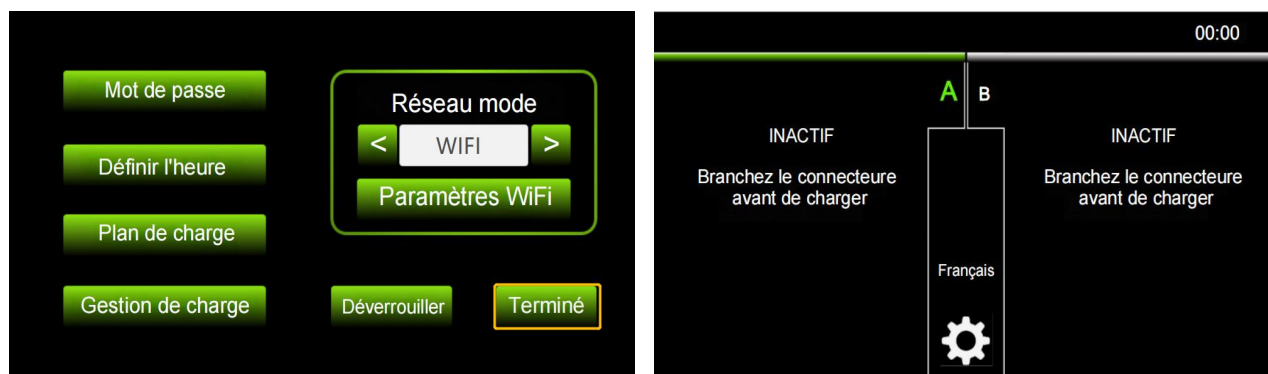 Mot de passe
Définir l'heure
Plan de charge
Gestion de charge
Réseau mode
< WIFI >
Paramètres WiFi
Déverrouiller
Terminé
00:00
A B
INACTIF
Branchez le connecteure
avant de charger
Français
INACTIF
Branchez le connecteure
avant de charger